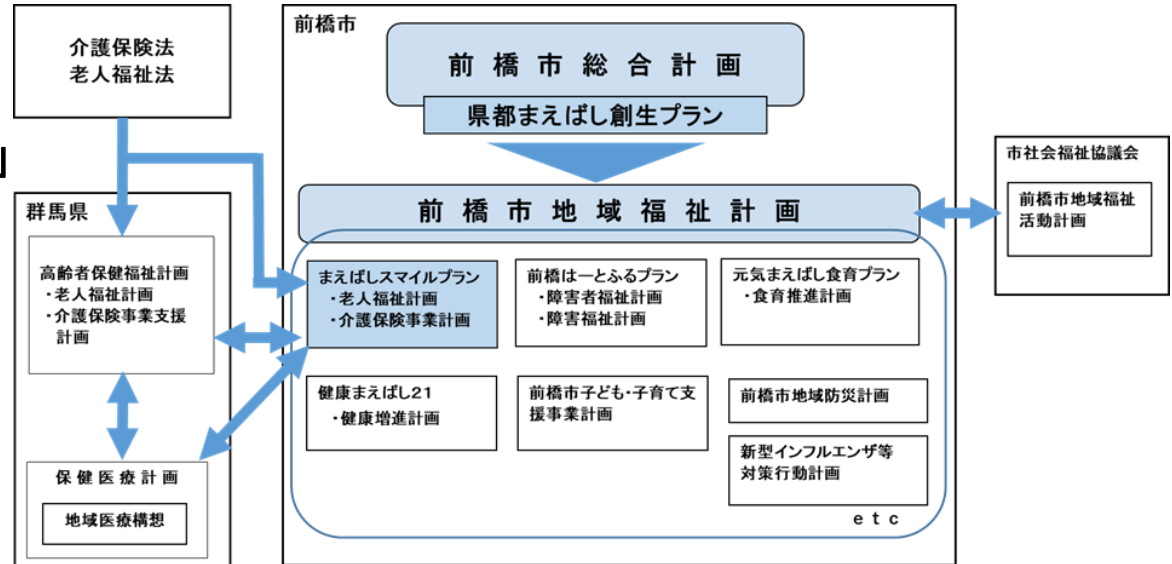 介護保険法
老人福祉法
」
群馬県
高齢者保健福祉計画
・老人福祉計画
・介護保険事業支援
計画
保健医療計画
地域医療構想
前橋市
前橋市総合計画
県都まえばし創生プラン
前橋市地域福祉計画
まえばしスマイルプラン
・老人福祉計画
・介護保険事業計画
前橋はーとふるプラン
・障害者福祉計画
・障害福祉計画
元気まえばし食育プラン
・食育推進計画
健康まえばし21
・健康増進計画
前橋市子ども・子育て支
援事業計画
前橋市地域防災計画
新型インフルエンザ等
対策行動計画
etc
市社会福祉協議会
前橋市地域福祉
活動計画